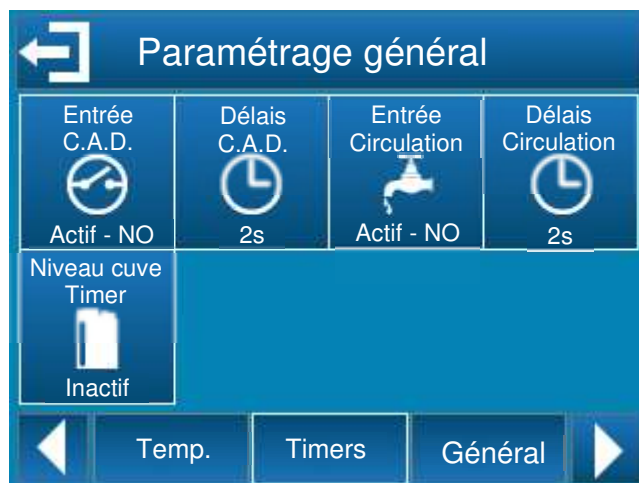 Paramétrage général
Entrée
C.A.D.
Actif - NO
Délais
C.A.D.
2s
Entrée
Circulation
Actif - NO
Délais
Circulation
2s
Niveau cuve
Timer
Inactif
Temp.
Timers
Général